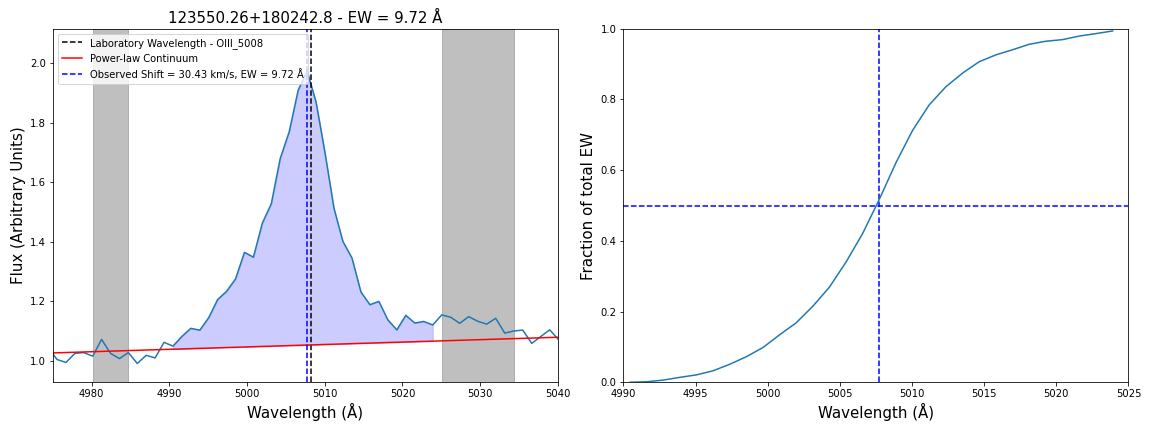 123550.26+180242.8 - EW = 9.72 Å
Laboratory Wavelength - OIII_5008
Power-law Continuum
Observed Shift = 30.43 km/s, EW = 9.72 Å
Flux (Arbitrary Units)
2.0
1.8
1.6
1.4
1.2
1.0
4980 4990 5000 5010 5020 5030 5040
Wavelength (Å)
Fraction of total EW
1.0
0.8
0.6
0.4
0.2
0.0
4990 4995 5000 5005 5010 5015 5020 5025
Wavelength (Å)